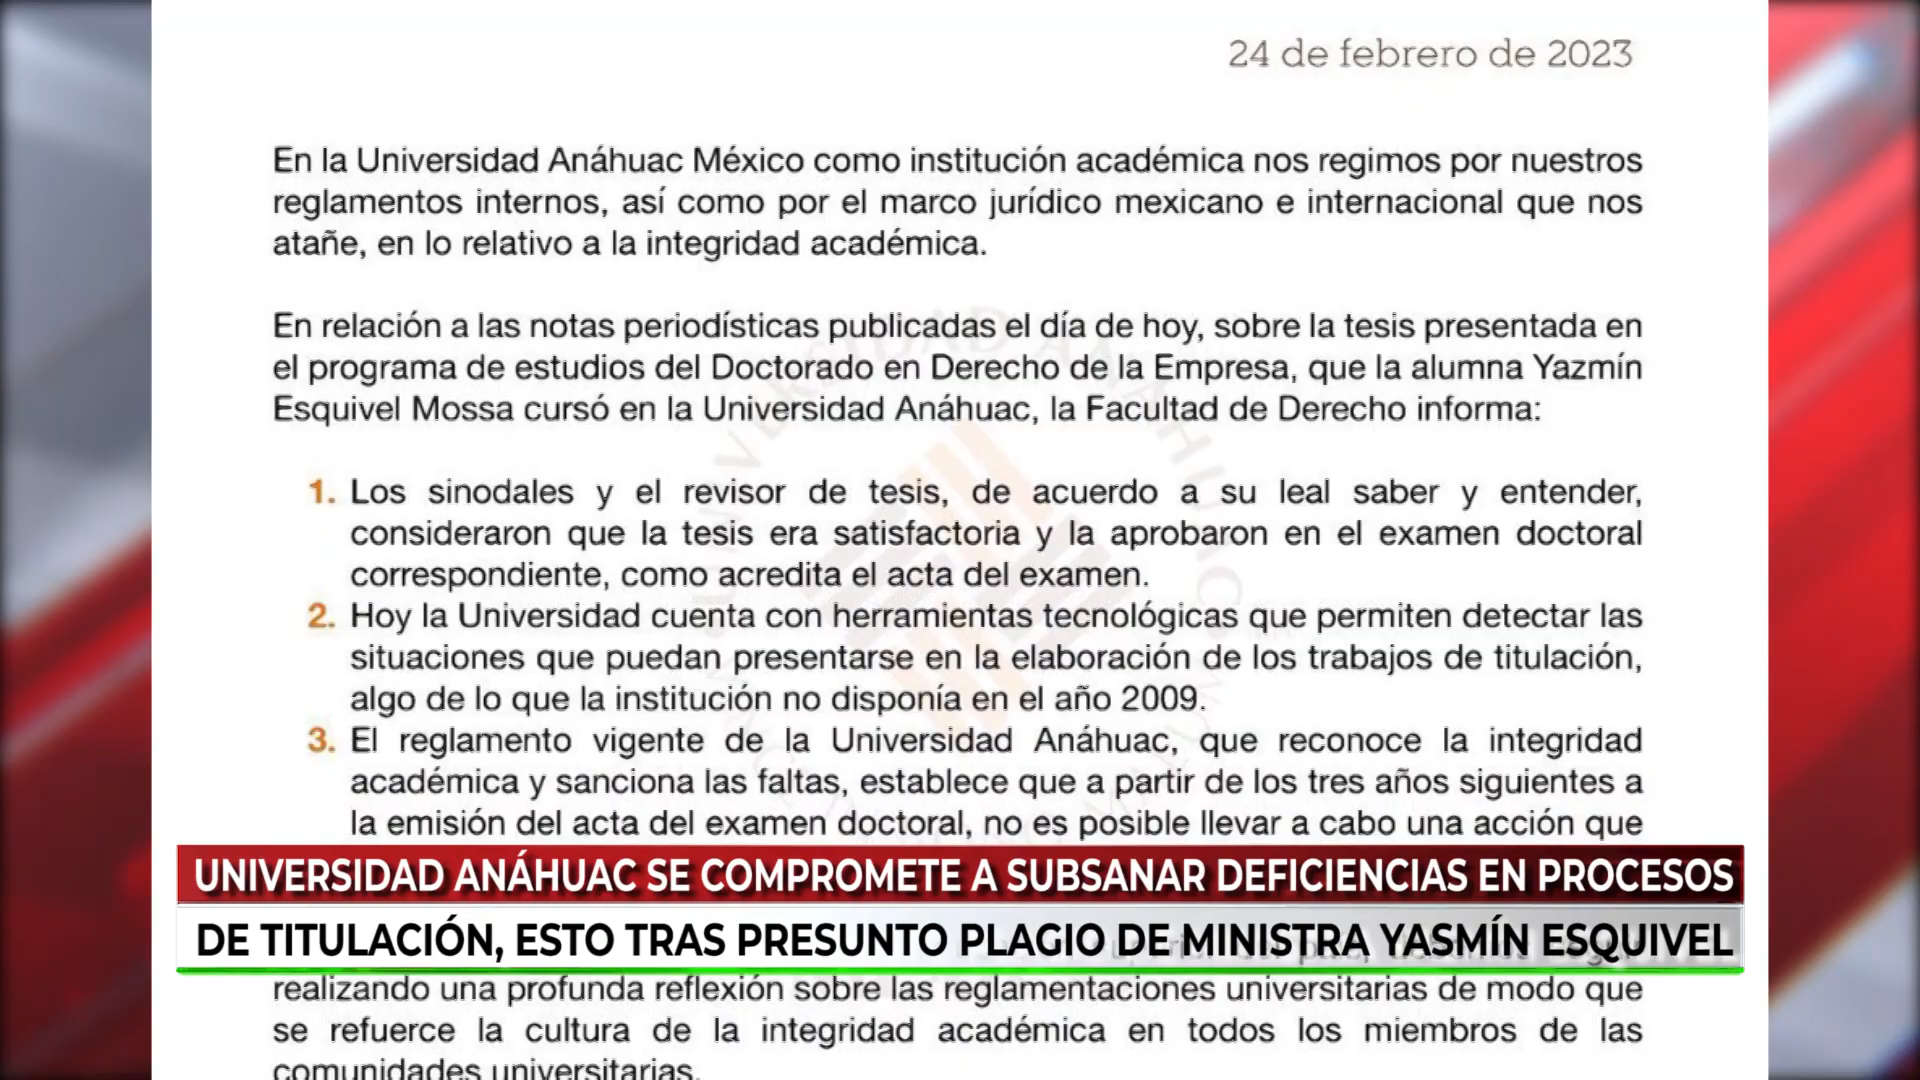 24 de febrero de 2023
En la Universidad Anáhuac México como institución académica nos regimos por nuestros
reglamentos internos, así como por el marco jurídico mexicano e internacional que nos
atañe, en lo relativo a la integridad académica.
En relación a las notas periodísticas publicadas el día de hoy, sobre la tesis presentada en
el programa de estudios del Doctorado en Derecho de la Empresa, que la alumna Yazmín
Esquivel Mossa cursó en la Universidad Anáhuac, la Facultad de Derecho informa:
1. Los sinodales y el revisor de tesis, de acuerdo a su leal saber y entender,
consideraron que la tesis era satisfactoria y la aprobaron en el examen doctoral
correspondiente, como acredita el acta del examen.
2. Hoy la Universidad cuenta con herramientas tecnológicas que permiten detectar las
situaciones que puedan presentarse en la elaboración de los trabajos de titulación,
algo de lo que la institución no disponía en el año 2009.
3. El reglamento vigente de la Universidad Anáhuac, que reconoce la integridad
académica y sanciona las faltas, establece que a partir de los tres años siguientes a
la emisión del acta del examen doctoral, no es posible llevar a cabo una acción que
UNIVERSIDAD ANÁHUAC SE COMPROMETE A SUBSANAR DEFICIENCIAS EN PROCESOS
DE TITULACIÓN, ESTO TRAS PRESUNTO PLAGIO DE MINISTRA YASMÍN ESQUIVEL
realizando una profunda reflexión sobre las reglamentaciones universitarias de modo que
se refuerce la cultura de la integridad académica en todos los miembros de las
comunidades universitarias.